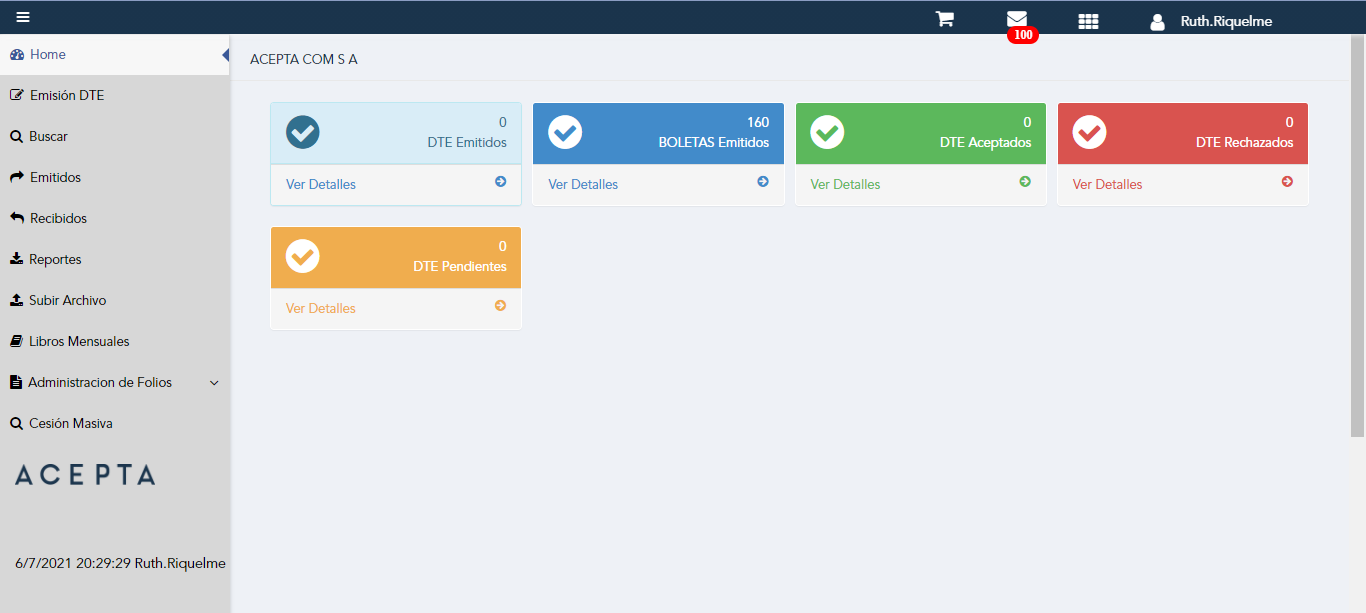 100
Ruth.Riquelme
Home
Emisión DTE
Buscar
Emitidos
Recibidos
Reportes
Subir Archivo
Libros Mensuales
Administracion de Folios
Cesión Masiva
ACEPTA
6/7/2021 20:29:29 Ruth.Riquelme
ACEPTA COM S A
0
DTE Emitidos
Ver Detalles
160
BOLETAS Emitidos
Ver Detalles
0
DTE Aceptados
Ver Detalles
0
DTE Rechazados
Ver Detalles
0
DTE Pendientes
Ver Detalles